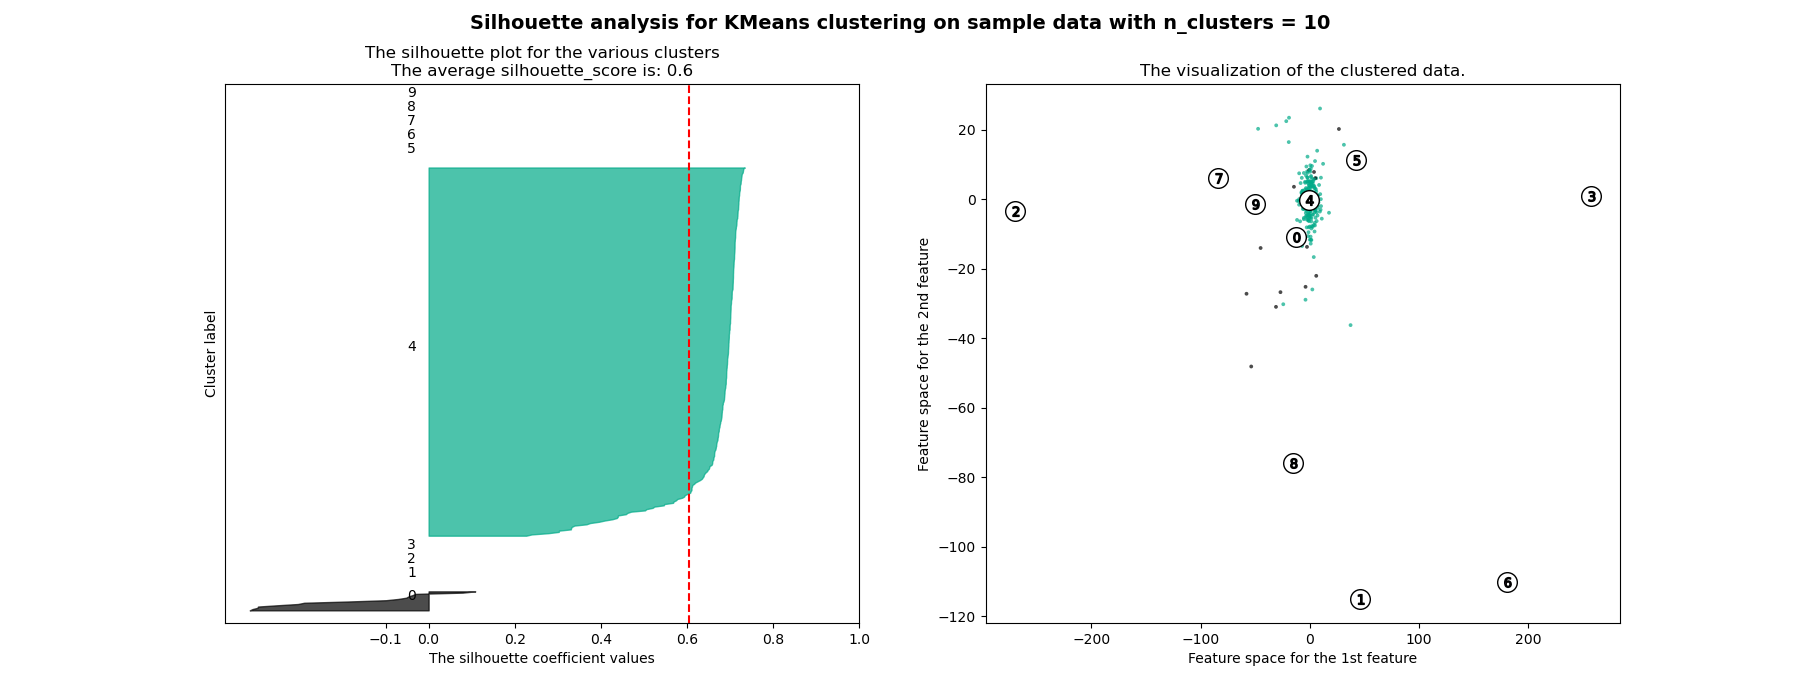 Silhouette analysis for KMeans clustering on sample data with n_clusters = 10
The silhouette plot for the various clusters
The average silhouette_score is: 0.6
9
8
7
6
5
4
3
2
1
0
Cluster label
−0.1 0.0 0.2 0.4 0.6 0.8 1.0
The silhouette coefficient values
The visualization of the clustered data.
20
0
−20
−40
−60
−80
−100
−120
Feature space for the 2nd feature
5
7
3
4
9
2
0
8
6
1
−200 −100 0 100 200
Feature space for the 1st feature